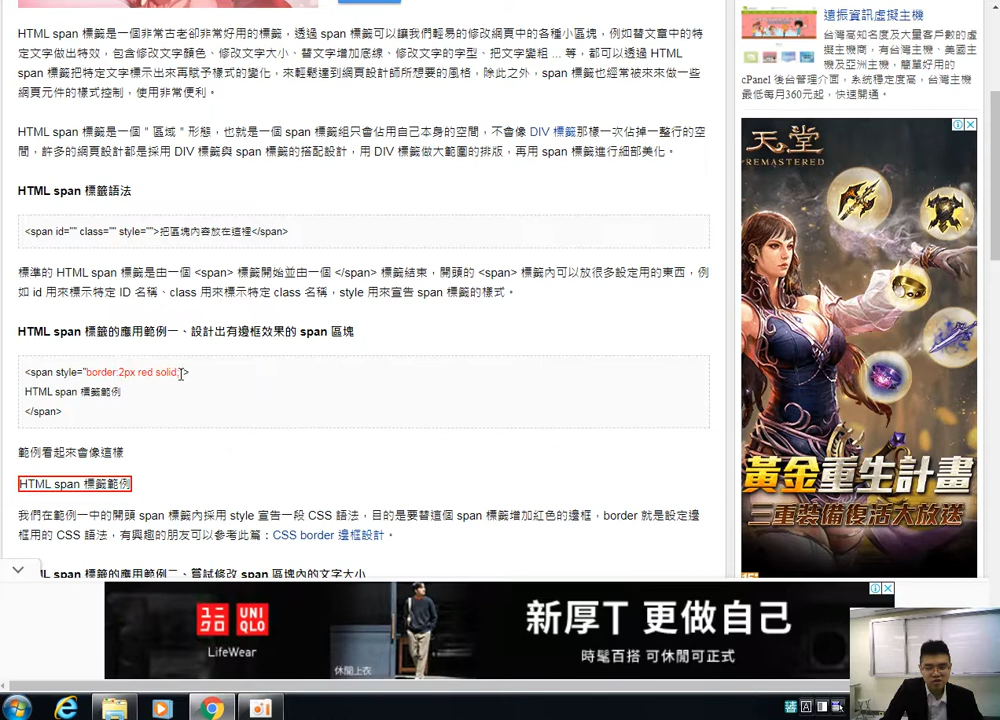 HTML span 標籤是一個非常古老卻非常好用的標籤，透過 span 標籤可以讓我們輕易的修改網頁中的各種小區塊，例如替文章中的特
定文字做出特效，包含修改文字顏色、修改文字大小、替文字增加底線、修改文字的字型、把文字變粗 ... 等，都可以透過 HTML
span 標籤把特定文字標示出來再賦予樣式的變化，來輕鬆達到網頁設計師所想要的風格，除此之外，span 標籤也經常被來來做一些
網頁元件的樣式控制，使用非常便利。
HTML span 標籤是一個 " 區域 " 形態，也就是一個 span 標籤組只會佔用自己本身的空間，不會像 DIV 標籤那樣一次佔掉一整行的空
間，許多的網頁設計都是採用 DIV 標籤與 span 標籤的搭配設計，用 DIV 標籤做大範圍的排版，再用 span 標籤進行細部美化。
HTML span 標籤語法
<span id="" class="" style="">把區塊內容放在這裡</span>
標準的 HTML span 標籤是由一個 <span> 標籤開始並由一個 </span> 標籤結束，開頭的 <span> 標籤內可以放很多設定用的東西，例
如 id 用來標示特定 ID 名稱、class 用來標示特定 class 名稱，style 用來宣告 span 標籤的樣式。
HTML span 標籤的應用範例一、設計出有邊框效果的 span 區塊
<span style="border:2px red solid;">
HTML span 標籤範例
</span>
範例看起來會像這樣
HTML span 標籤範例
我們在範例一中的開頭 span 標籤內採用 style 宣告一段 CSS 語法，目的是要替這個 span 標籤增加紅色的邊框，border 就是設定邊
框用的 CSS 語法，有興趣的朋友可以參考此篇：CSS border 邊框設計。
span 標籤的應用範例二、嘗試修改 span 區塊內的文字大小
遠振資訊虛擬主機
台灣高知名度及大量客戶數的虛
擬主機商，有台灣主機、美國主
機及亞洲主機，簡單好用的
cPanel 後台管理介面，系統穩定度高，台灣主機
最低每月360元起，快速開通。
天堂
REMASTERED
黃金重生計畫
三重裝備復活大放送
ユニ
クロ
UNI
QLO
LifeWear
休閒上衣
新厚T 更做自己
時髦百搭 可休閒可正式